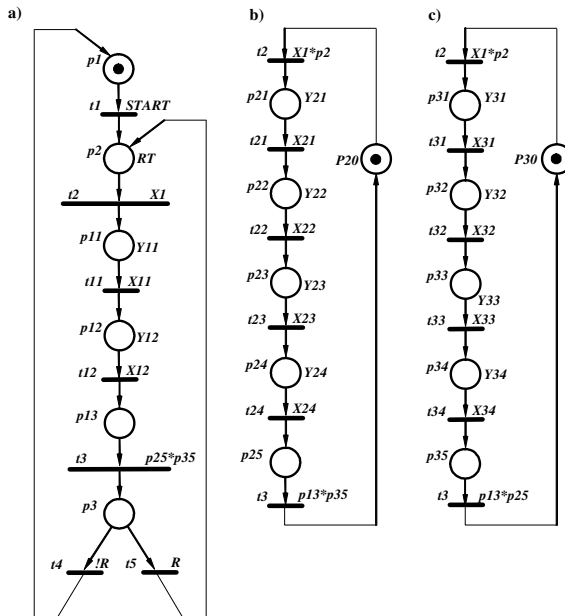 a)
p1
t1 START
p2
RT
t2 X1
p11
Y11
t11 X11
p12
Y12
t12 X12
p13
t3 p25*p35
p3
t4 !R
t5 R
b)
t2 X1*p2
p21 Y21
t21 X21
P20
p22 Y22
t22 X22
p23 Y23
t23 X23
p24 Y24
t24 X24
p25
t3 p13*p35
c)
t2 X1*p2
p31 Y31
t31 X31
P30
p32 Y32
t32 X32
p33
Y33
t33 X33
p34 Y34
t34 X34
p35
t3 p13*p25